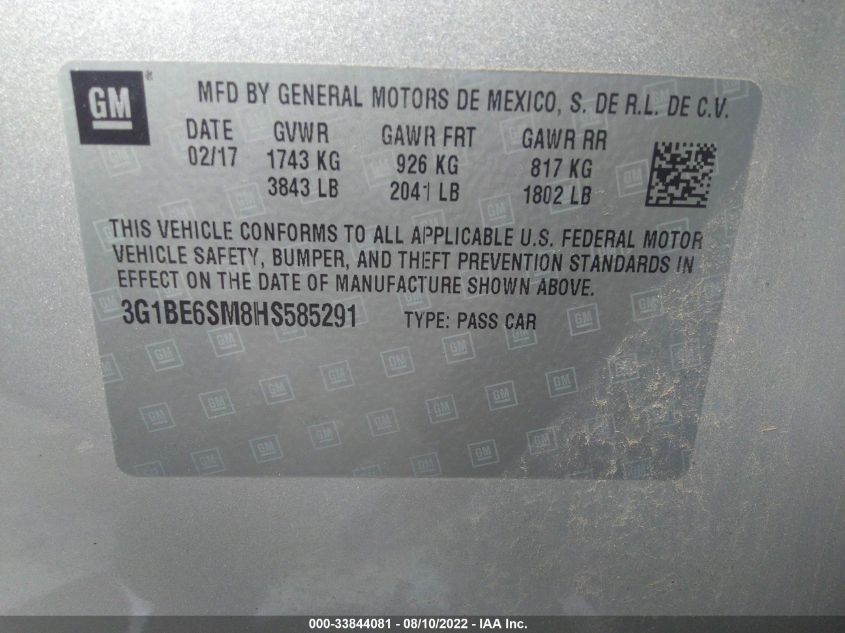 GM
MFD BY GENERAL MOTORS DE MEXICO, S. DE R.L. DE C.V.
DATE GVWR GAWR FRT GAWR RR
02/17 1743 KG 926 KG 817 KG
3843 LB 2041 LB 1802 LB
THIS VEHICLE CONFORMS TO ALL APPLICABLE U.S. FEDERAL MOTOR
VEHICLE SAFETY, BUMPER, AND THEFT PREVENTION STANDARDS IN
EFFECT ON THE DATE OF MANUFACTURE SHOWN ABOVE.
3G1BE6SM8HS585291 TYPE: PASS CAR
000-33844081 - 08/10/2022 - IAA Inc.